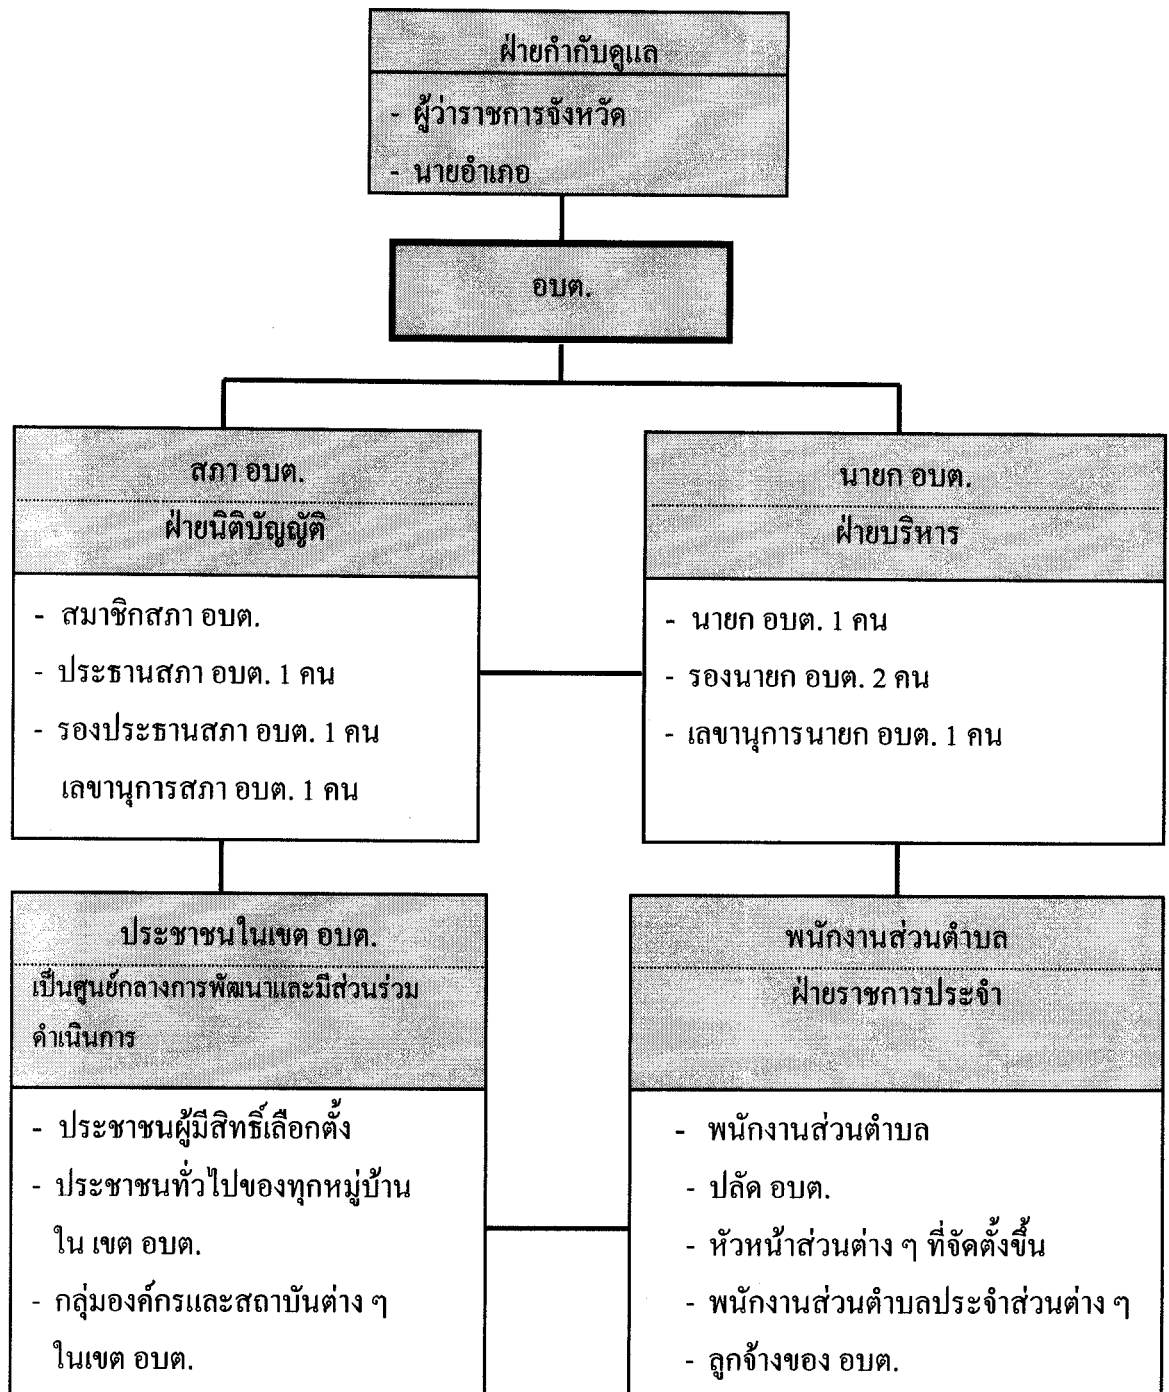 ฝ่ายกำกับดูแล
- ผู้ว่าราชการจังหวัด
- นายอำเภอ
อบต.
สภา อบต.
ฝ่ายนิติบัญญัติ
- สมาชิกสภา อบต.
- ประธานสภา อบต. 1 คน
- รองประธานสภา อบต. 1 คน
เลขานุการสภา อบต. 1 คน
นายก อบต.
ฝ่ายบริหาร
- นายก อบต. 1 คน
- รองนายก อบต. 2 คน
- เลขานุการนายก อบต. 1 คน
ประชาชนในเขต อบต.
เป็นศูนย์กลางการพัฒนาและมีส่วนร่วม
ดำเนินการ
- ประชาชนผู้มีสิทธิ์เลือกตั้ง
- ประชาชนทั่วไปของทุกหมู่บ้าน
ใน เขต อบต.
- กลุ่มองค์กรและสถาบันต่าง ๆ
ในเขต อบต.
พนักงานส่วนตำบล
ฝ่ายราชการประจำ
- พนักงานส่วนตำบล
- ปลัด อบต.
- หัวหน้าส่วนต่าง ๆ ที่จัดตั้งขึ้น
- พนักงานส่วนตำบลประจำส่วนต่าง ๆ
- ลูกจ้างของ อบต.